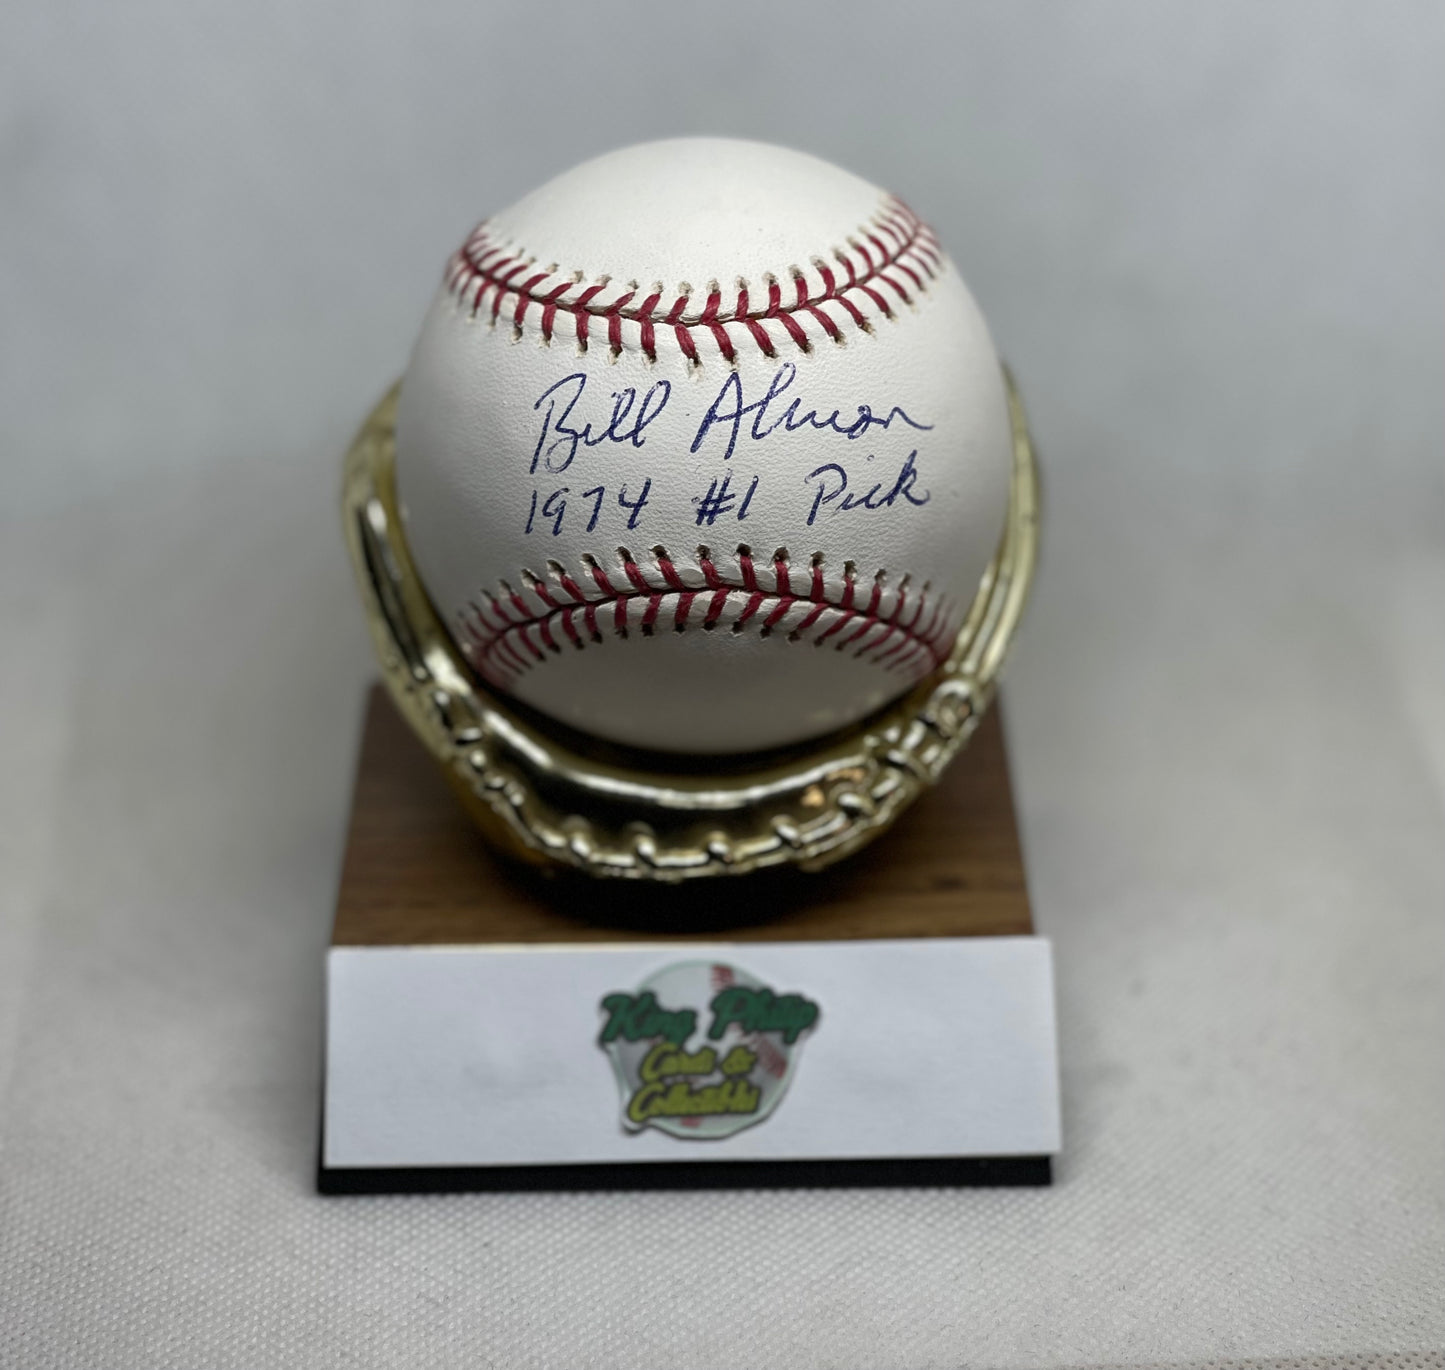 Bill Almon
1974 #1 Pick
King Philip
Cards &
Collectibles